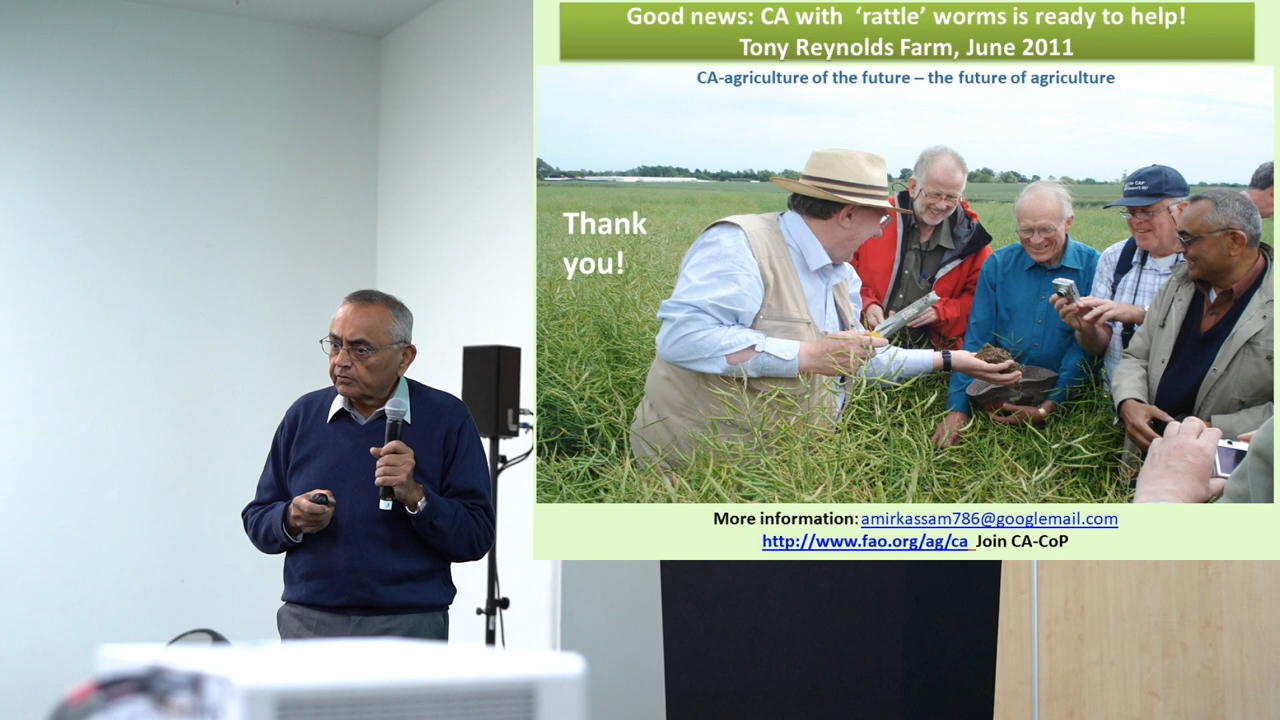 Good news: CA with ‘rattle’ worms is ready to help!
Tony Reynolds Farm, June 2011
CA-agriculture of the future – the future of agriculture
Thank
you!
More information: amirkassam786@googlemail.com
http://www.fao.org/ag/ca Join CA-CoP